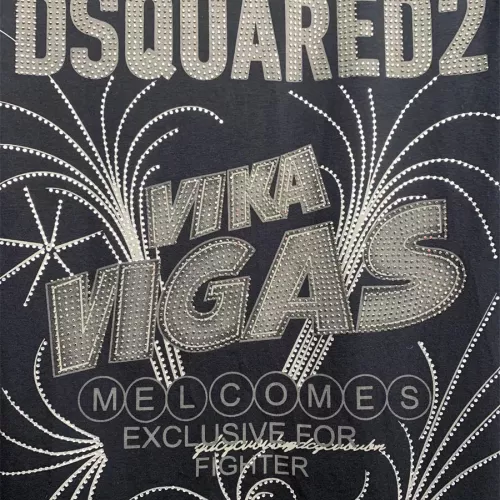 DSQUARED2
VIKA
VIGAS
MELCOMES
EXCLUSIVE FOR
FIGHTER